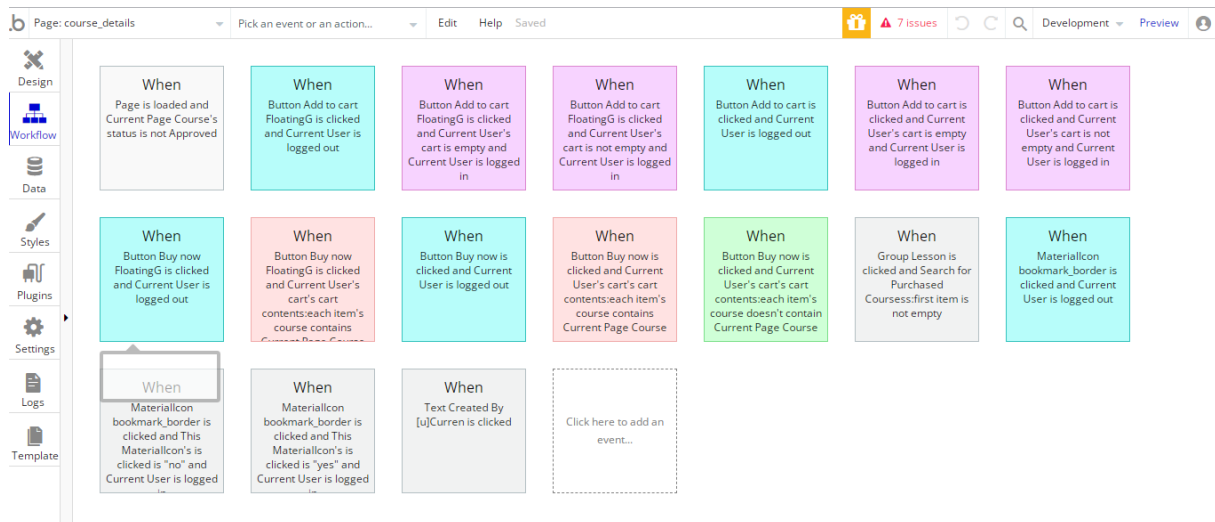 .b Page: course_details Pick an event or an action... Edit Help Saved 7 issues Development Preview
Design
Workflow
Data
Styles
Plugins
Settings
Logs
Template
When
Page is loaded and
Current Page Course's
status is not Approved
When
Button Add to cart
FloatingG is clicked
and Current User is
logged out
When
Button Add to cart
FloatingG is clicked
and Current User's
cart is empty and
Current User is logged
in
When
Button Add to cart
FloatingG is clicked
and Current User's
cart is not empty and
Current User is logged
in
When
Button Add to cart is
clicked and Current
User is logged out
When
Button Add to cart is
clicked and Current
User's cart is empty
and Current User is
logged in
When
Button Add to cart is
clicked and Current
User's cart is not
empty and Current
User is logged in
When
Button Buy now
FloatingG is clicked
and Current User is
logged out
When
Button Buy now
FloatingG is clicked
and Current User's
cart's cart
contents:each item's
course contains
Current Page Course
When
Button Buy now is
clicked and Current
User is logged out
When
Button Buy now is
clicked and Current
User's cart's cart
contents:each item's
course contains
Current Page Course
When
Button Buy now is
clicked and Current
User's cart's cart
contents:each item's
course doesn't contain
Current Page Course
When
Group Lesson is
clicked and Search for
Purchased
Coursess:first item is
not empty
When
MaterialIcon
bookmark_border is
clicked and Current
User is logged out
When
MaterialIcon
bookmark_border is
clicked and This
MaterialIcon's is
clicked is "no" and
Current User is logged
in
When
MaterialIcon
bookmark_border is
clicked and This
MaterialIcon's is
clicked is "yes" and
Current User is logged
in
When
Text Created By
[u]Curren is clicked
Click here to add an
event...